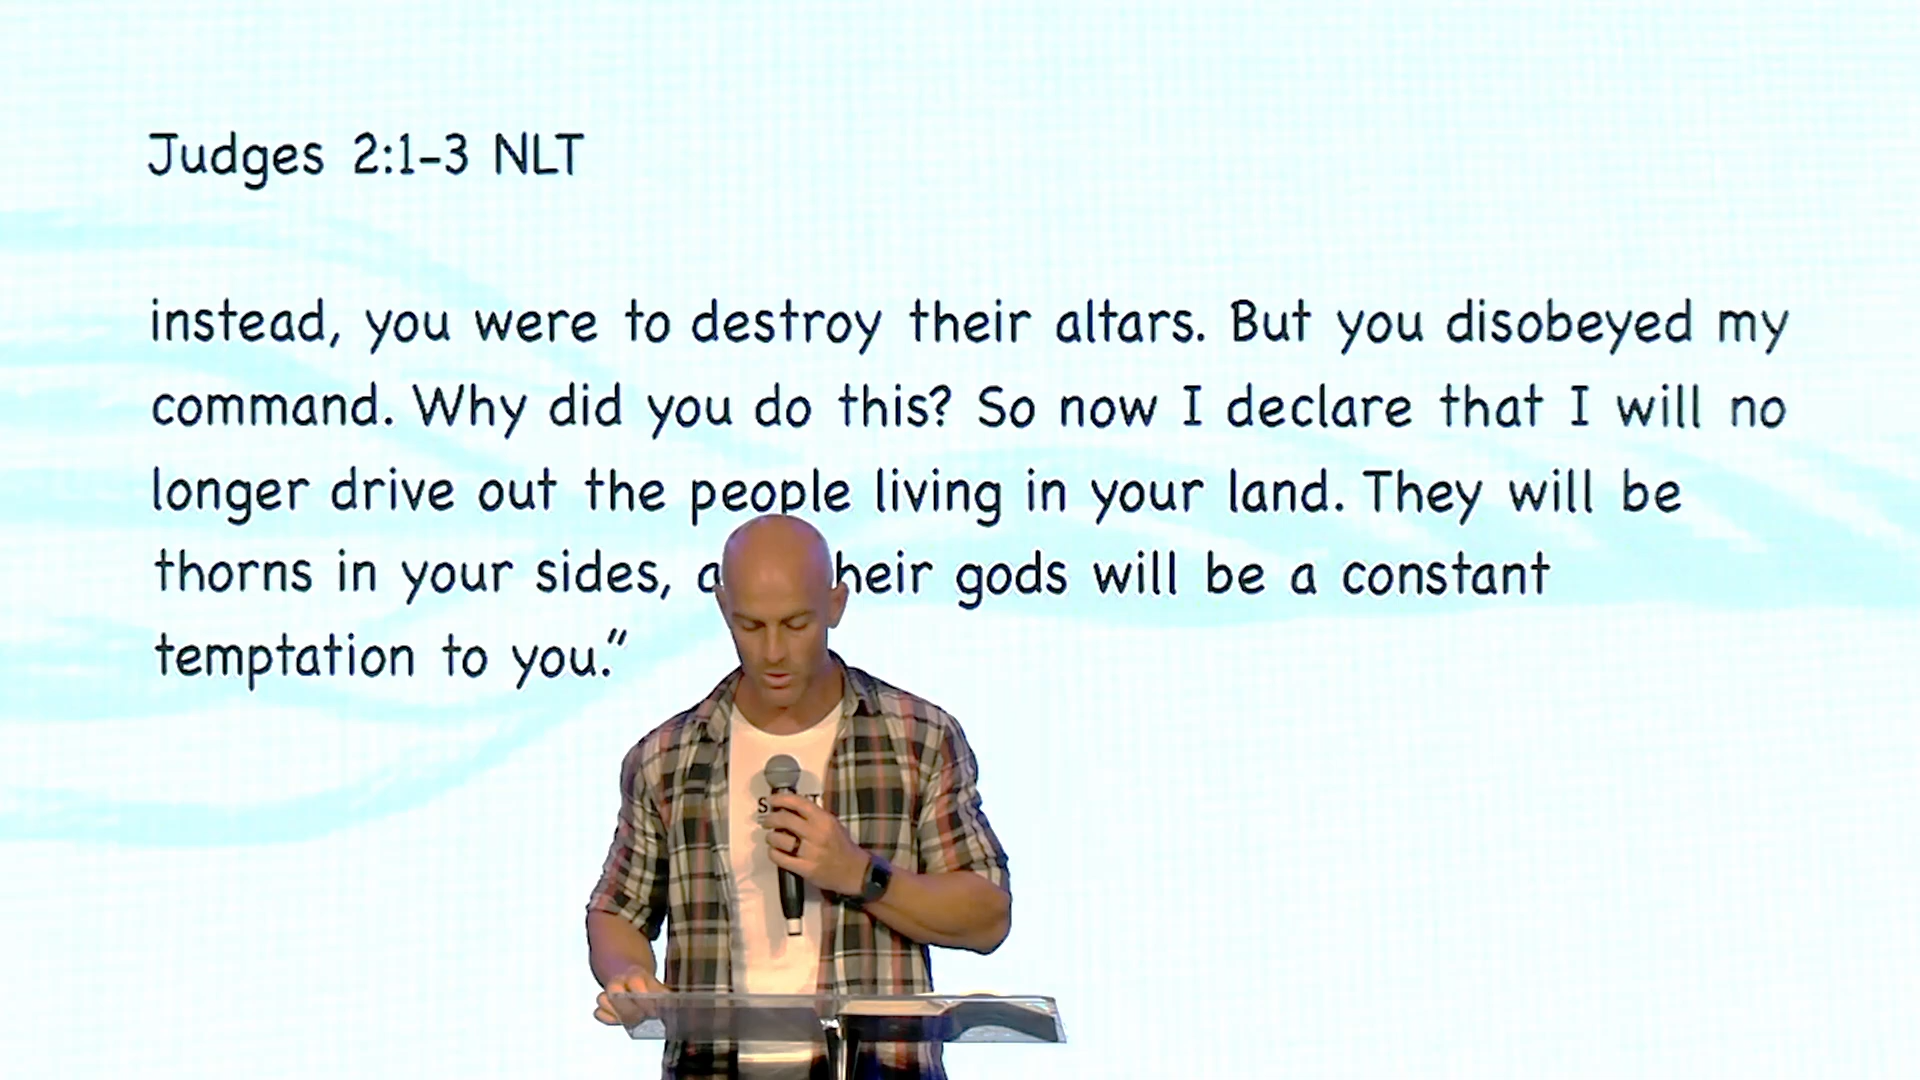 Judges 2:1-3 NLT
instead, you were to destroy their altars. But you disobeyed my
command. Why did you do this? So now I declare that I will no
longer drive out the people living in your land. They will be
thorns in your sides, gods will be a constant
temptation to you.”